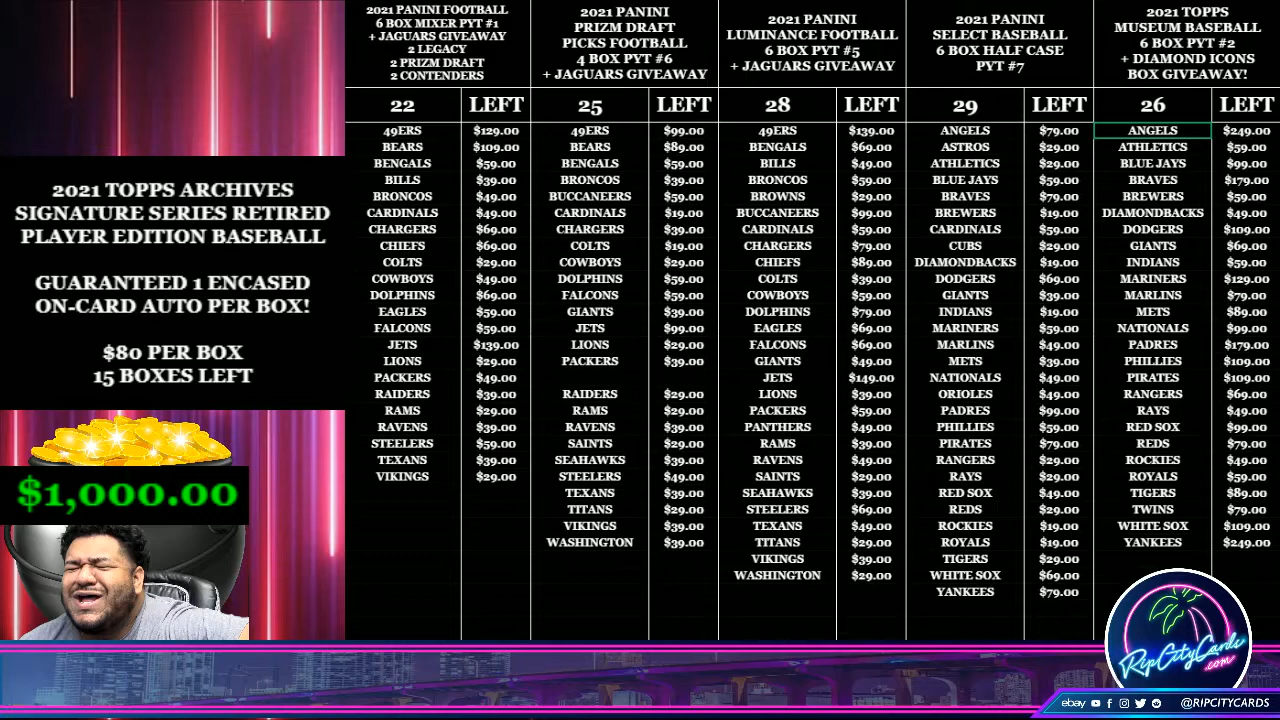 2021 TOPPS ARCHIVES
SIGNATURE SERIES RETIRED
PLAYER EDITION BASEBALL
GUARANTEED 1 ENCASED
ON-CARD AUTO PER BOX!
$80 PER BOX
15 BOXES LEFT
$1,000.00
2021 PANINI FOOTBALL
6 BOX MIXER PYT #1
+ JAGUARS GIVEAWAY
2 LEGACY
2 PRIZM DRAFT
2 CONTENDERS
22 LEFT
49ERS $129.00
BEARS $109.00
BENGALS $59.00
BILLS $39.00
BRONCOS $49.00
CARDINALS $49.00
CHARGERS $69.00
CHIEFS $69.00
COLTS $29.00
COWBOYS $49.00
DOLPHINS $69.00
EAGLES $59.00
FALCONS $59.00
JETS $139.00
LIONS $29.00
PACKERS $49.00
RAIDERS $39.00
RAMS $29.00
RAVENS $39.00
STEELERS $59.00
TEXANS $39.00
VIKINGS $29.00
2021 PANINI
PRIZM DRAFT
PICKS FOOTBALL
4 BOX PYT #6
+ JAGUARS GIVEAWAY
25 LEFT
49ERS $99.00
BEARS $89.00
BENGALS $59.00
BRONCOS $39.00
BUCCANEERS $59.00
CARDINALS $19.00
CHARGERS $39.00
COLTS $19.00
COWBOYS $29.00
DOLPHINS $59.00
FALCONS $59.00
GIANTS $39.00
JETS $99.00
LIONS $29.00
PACKERS $39.00
RAIDERS $29.00
RAMS $29.00
RAVENS $39.00
SAINTS $29.00
SEAHAWKS $39.00
STEELERS $49.00
TEXANS $39.00
TITANS $29.00
VIKINGS $39.00
WASHINGTON $39.00
2021 PANINI
LUMINANCE FOOTBALL
6 BOX PYT #5
+ JAGUARS GIVEAWAY
28 LEFT
49ERS $139.00
BENGALS $69.00
BILLS $49.00
BRONCOS $59.00
BROWNS $29.00
BUCCANEERS $99.00
CARDINALS $59.00
CHARGERS $79.00
CHIEFS $89.00
COLTS $39.00
COWBOYS $59.00
DOLPHINS $79.00
EAGLES $69.00
FALCONS $69.00
GIANTS $49.00
JETS $149.00
LIONS $39.00
PACKERS $59.00
PANTHERS $49.00
RAMS $39.00
RAVENS $49.00
SAINTS $29.00
SEAHAWKS $39.00
STEELERS $69.00
TEXANS $49.00
TITANS $29.00
VIKINGS $39.00
WASHINGTON $29.00
2021 PANINI
SELECT BASEBALL
6 BOX HALF CASE
PYT #7
29 LEFT
ANGELS $79.00
ASTROS $29.00
ATHLETICS $29.00
BLUE JAYS $59.00
BRAVES $79.00
BREWERS $19.00
CARDINALS $59.00
CUBS $29.00
DIAMONDBACKS $19.00
DODGERS $69.00
GIANTS $39.00
INDIANS $19.00
MARINERS $59.00
MARLINS $49.00
METS $39.00
NATIONALS $49.00
ORIOLES $49.00
PADRES $99.00
PHILLIES $59.00
PIRATES $79.00
RANGERS $29.00
RAYS $29.00
RED SOX $49.00
REDS $29.00
ROCKIES $19.00
ROYALS $19.00
TIGERS $29.00
WHITE SOX $69.00
YANKEES $79.00
2021 TOPPS
MUSEUM BASEBALL
6 BOX PYT #2
+ DIAMOND ICONS
BOX GIVEAWAY!
26 LEFT
ANGELS $249.00
ATHLETICS $59.00
BLUE JAYS $99.00
BRAVES $179.00
BREWERS $59.00
DIAMONDBACKS $49.00
DODGERS $109.00
GIANTS $69.00
INDIANS $59.00
MARINERS $129.00
MARLINS $79.00
METS $89.00
NATIONALS $99.00
PADRES $179.00
PHILLIES $109.00
PIRATES $109.00
RANGERS $69.00
RAYS $49.00
RED SOX $99.00
REDS $79.00
ROCKIES $49.00
ROYALS $59.00
TIGERS $89.00
TWINS $79.00
WHITE SOX $109.00
YANKEES $249.00
RipCityCards
.com
ebay @RIPCITYCARDS